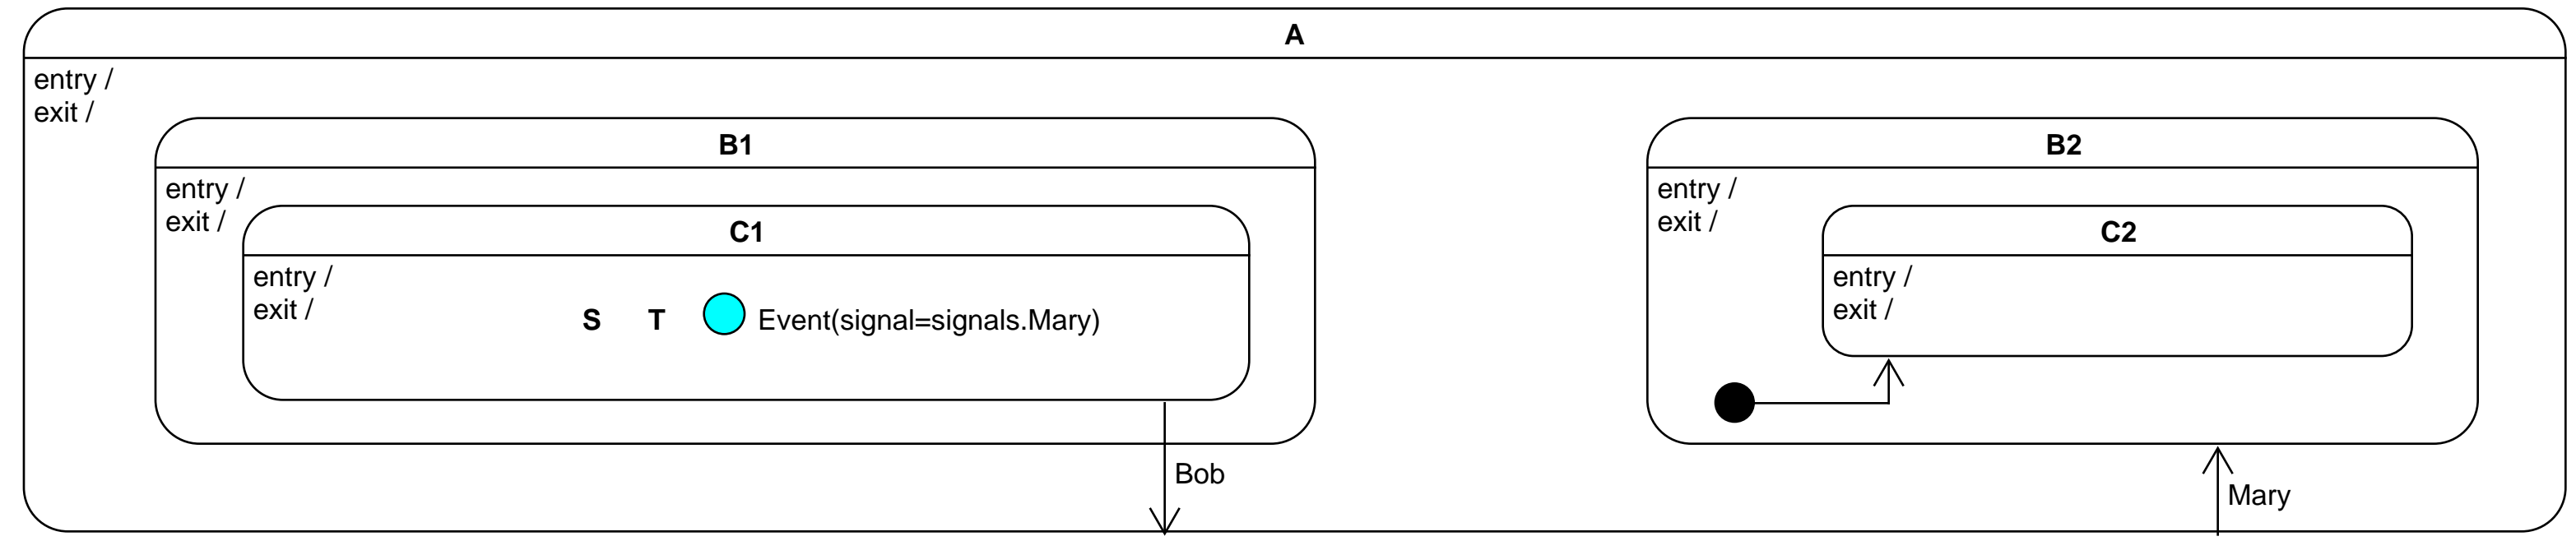 A
entry /
exit /
B1
entry /
exit /
C1
entry /
exit /
S T Event(signal=signals.Mary)
Bob
B2
entry /
exit /
C2
entry /
exit /
Mary